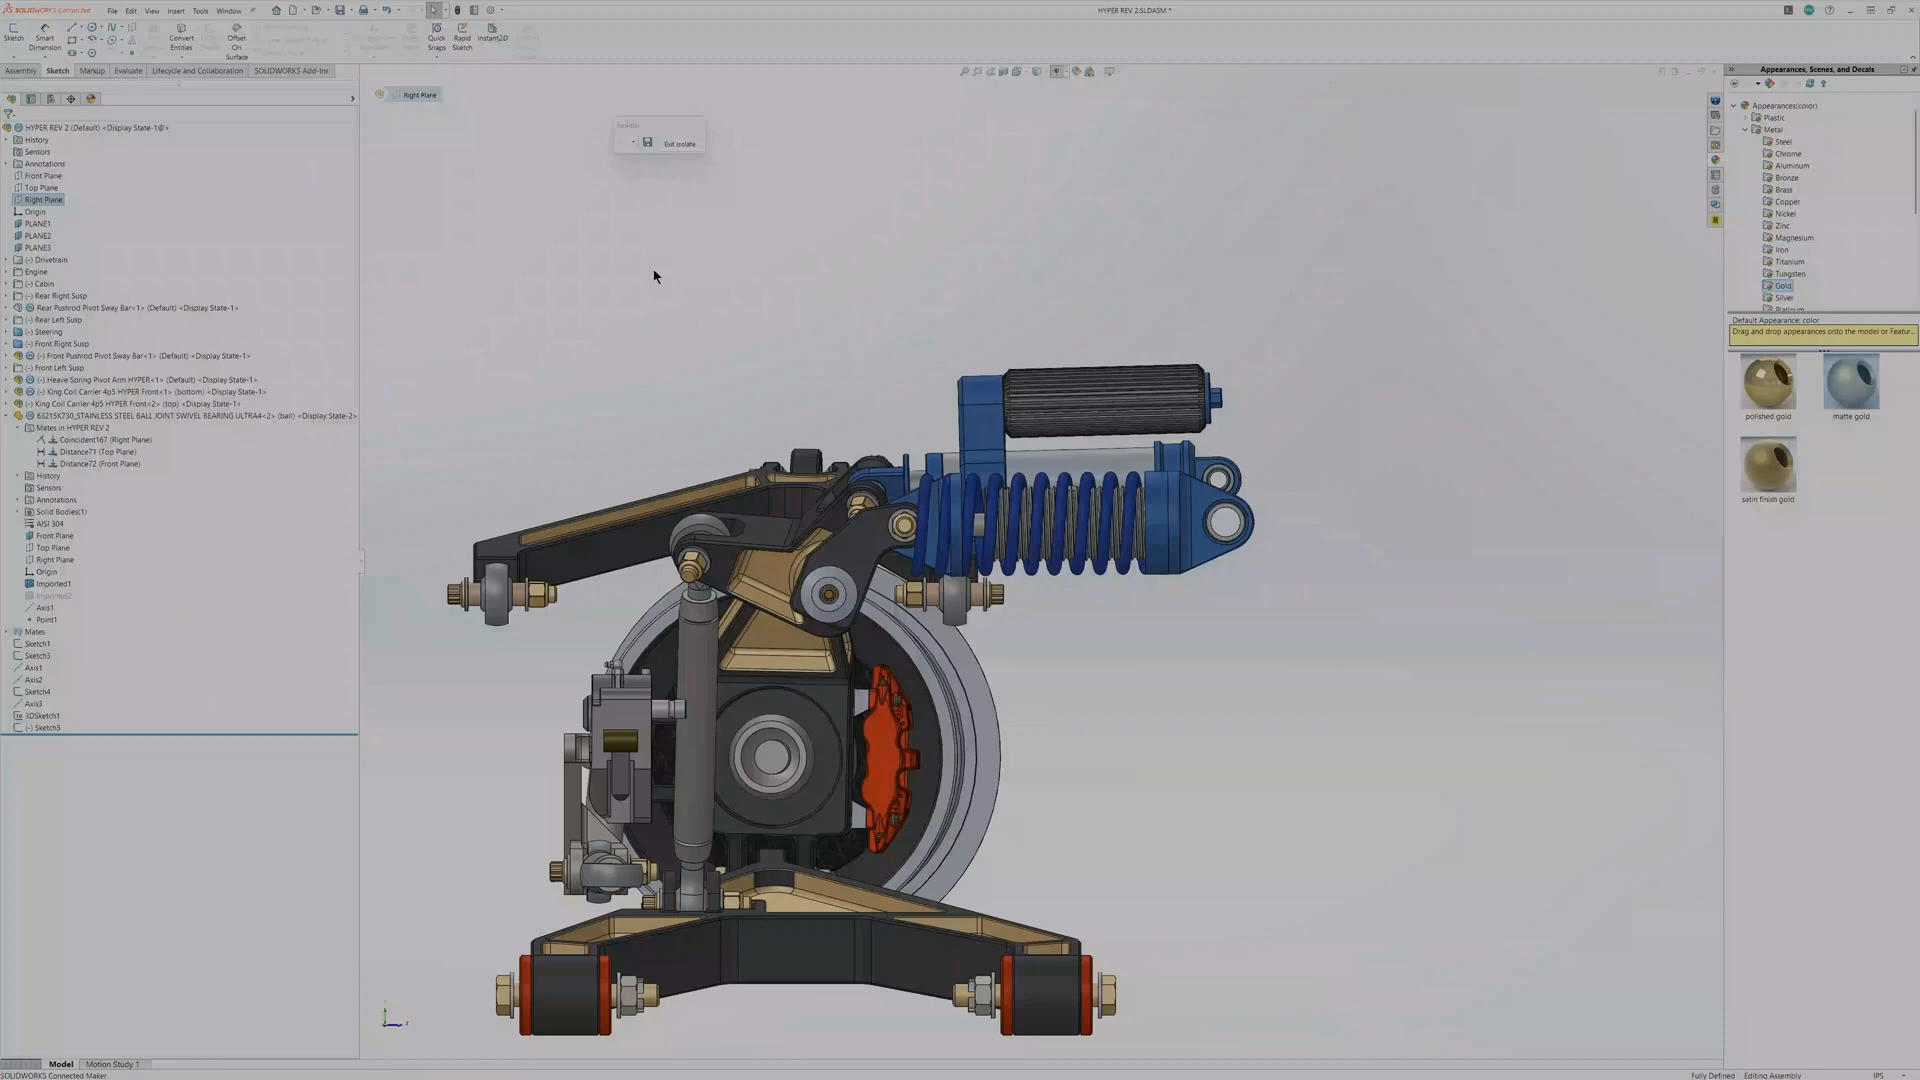 SOLIDWORKS Connected
File
Edit
View
Insert
Tools
Window
HYPER REV 2.SLDASM *
Sketch
Smart Dimension
Convert Entities
Offset On Surface
Quick Snaps
Rapid Sketch
Instant2D
Assembly
Sketch
Markup
Evaluate
Lifecycle and Collaboration
SOLIDWORKS Add-Ins
Right Plane
Exit Isolate
HYPER REV 2 (Default) <Display State-1@>
History
Sensors
Annotations
Front Plane
Top Plane
Right Plane
Origin
PLANE1
PLANE2
PLANE3
(-) Drivetrain
Engine
(-) Cabin
(-) Rear Right Susp
Rear Pushrod Pivot Sway Bar<1> (Default) <Display State-1>
(-) Rear Left Susp
(-) Steering
(-) Front Right Susp
(-) Front Pushrod Pivot Sway Bar<1> (Default) <Display State-1>
(-) Front Left Susp
(-) Heave Spring Pivot Arm HYPER<1> (Default) <Display State-1>
(-) King Coil Carrier 4p5 HYPER Front<1> (bottom) <Display State-1>
(-) King Coil Carrier 4p5 HYPER Front<2> (top) <Display State-1>
63215K730_STAINLESS STEEL BALL JOINT SWIVEL BEARING ULTRA4<2> (ball) <Display State-2>
Mates in HYPER REV 2
Coincident167 (Right Plane)
Distance71 (Top Plane)
Distance72 (Front Plane)
History
Sensors
Annotations
Solid Bodies(1)
AISI 304
Front Plane
Top Plane
Right Plane
Origin
Imported1
Imported2
Axis1
Point1
Mates
Sketch1
Sketch3
Axis1
Axis2
Sketch4
Axis3
3DSketch1
(-) Sketch5
Model
Motion Study 1
SOLIDWORKS Connected Maker
Appearances, Scenes, and Decals
Appearances(color)
Plastic
Metal
Steel
Chrome
Aluminum
Bronze
Brass
Copper
Nickel
Zinc
Magnesium
Iron
Titanium
Tungsten
Gold
Silver
Platinum
Default Appearance: color
Drag and drop appearances onto the model or Featur...
polished gold
matte gold
satin finish gold
Fully Defined
Editing Assembly
IPS